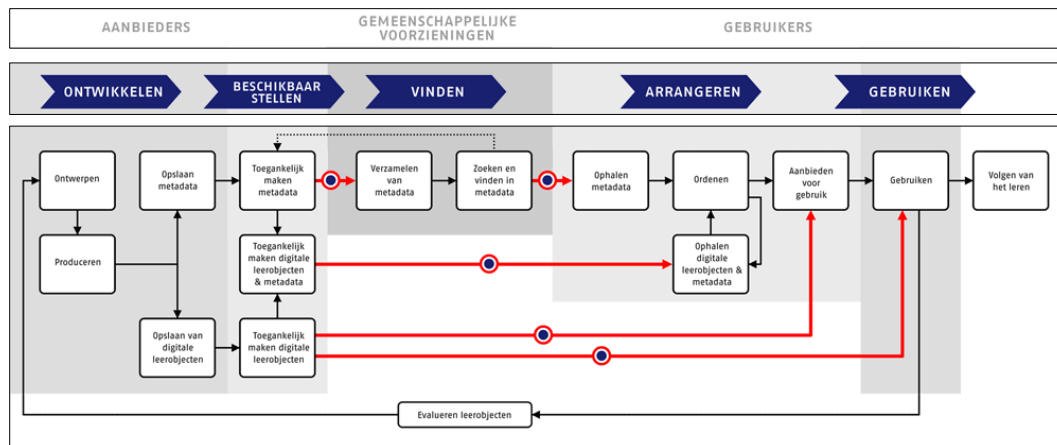 AANBIEDERS
GEMEENSCHAPPELIJKE
VOORZIENINGEN
GEBRUIKERS
ONTWIKKELEN
BESCHIKBAAR
STELLEN
VINDEN
ARRANGEREN
GEBRUIKEN
Ontwerpen
Opslaan
metadata
Toegankelijk
maken
metadata
Verzamelen
van
metadata
Zoeken en
vinden in
metadata
Ophalen
metadata
Ordenen
Aanbieden
voor
gebruik
Gebruiken
Volgen van
het leren
Produceren
Toegankelijk
maken digitale
leerobjecten
& metadata
Ophalen
digitale
leerobjecten &
metadata
Opslaan van
digitale
leerobjecten
Toegankelijk
maken digitale
leerobjecten
Evalueren leerobjecten